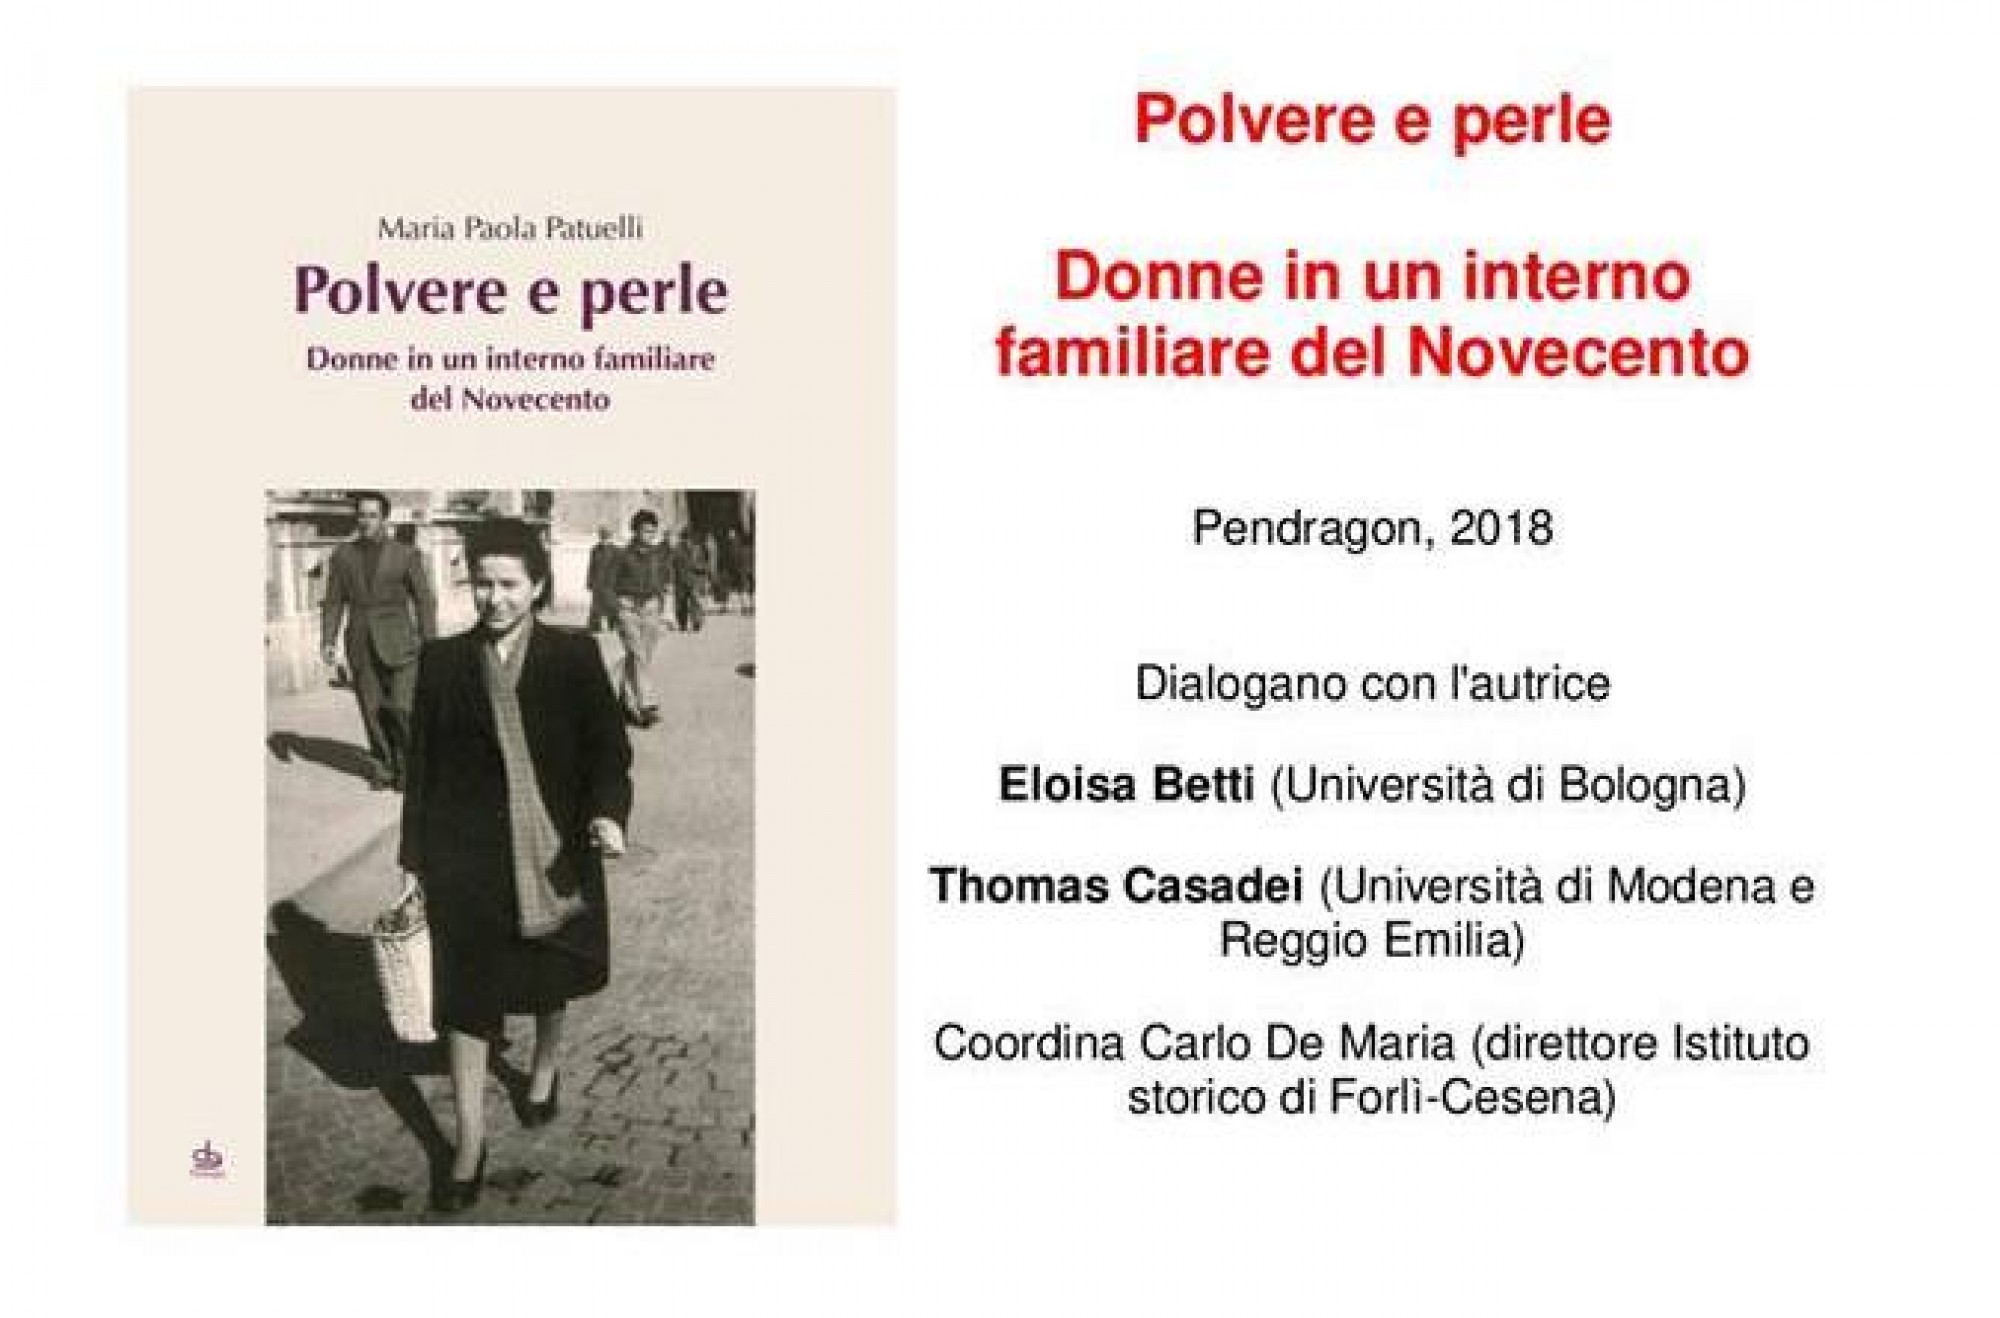 Maria Paola Patuelli
Polvere e perle
Donne in un interno familiare
del Novecento
Polvere e perle
Donne in un interno
familiare del Novecento
Pendragon, 2018
Dialogano con l'autrice
Eloisa Betti (Università di Bologna)
Thomas Casadei (Università di Modena e
Reggio Emilia)
Coordina Carlo De Maria (direttore Istituto
storico di Forlì-Cesena)